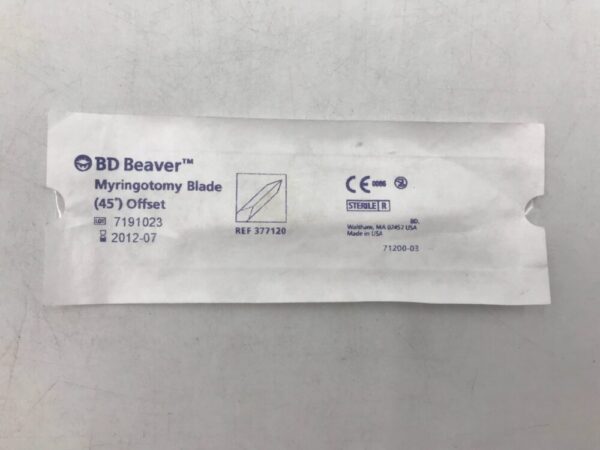 BD Beaver™
Myringotomy Blade
(45°) Offset
LOT 7191023
2012-07
REF 377120
CE 0086
STERILE R
BD,
Waltham, MA 02452 USA
Made in USA
71200-03